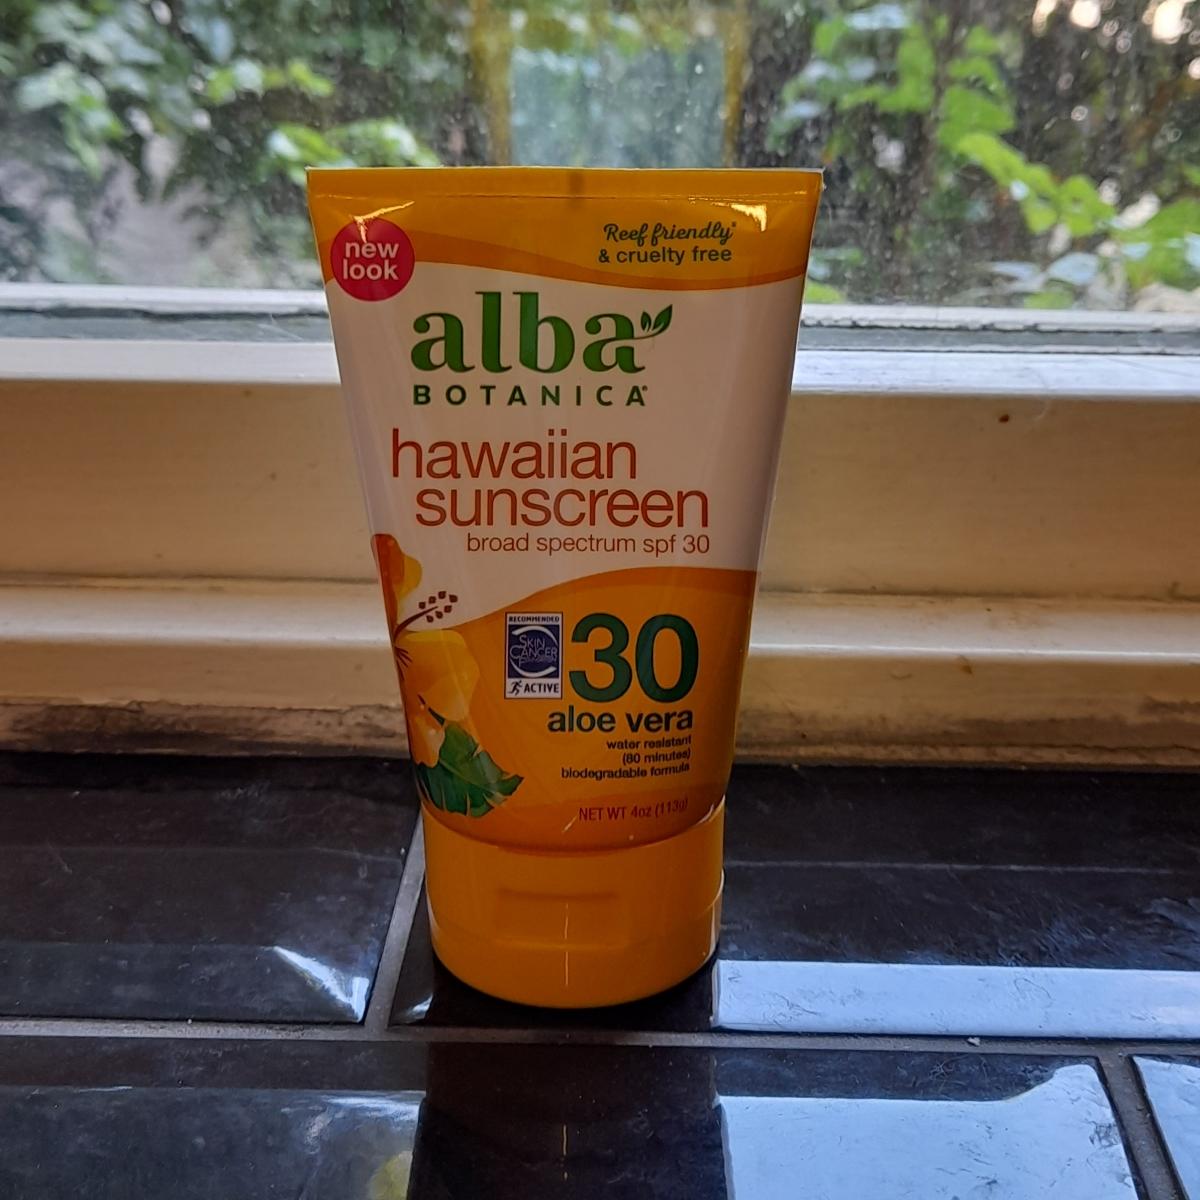 new
look
Reef friendly*
& cruelty free
alba
BOTANICA®
hawaiian
sunscreen
broad spectrum spf 30
RECOMMENDED
SKIN
CANCER
FOUNDATION
ACTIVE
30
aloe vera
water resistant
(80 minutes)
biodegradable formula
NET WT 4oz (113g)